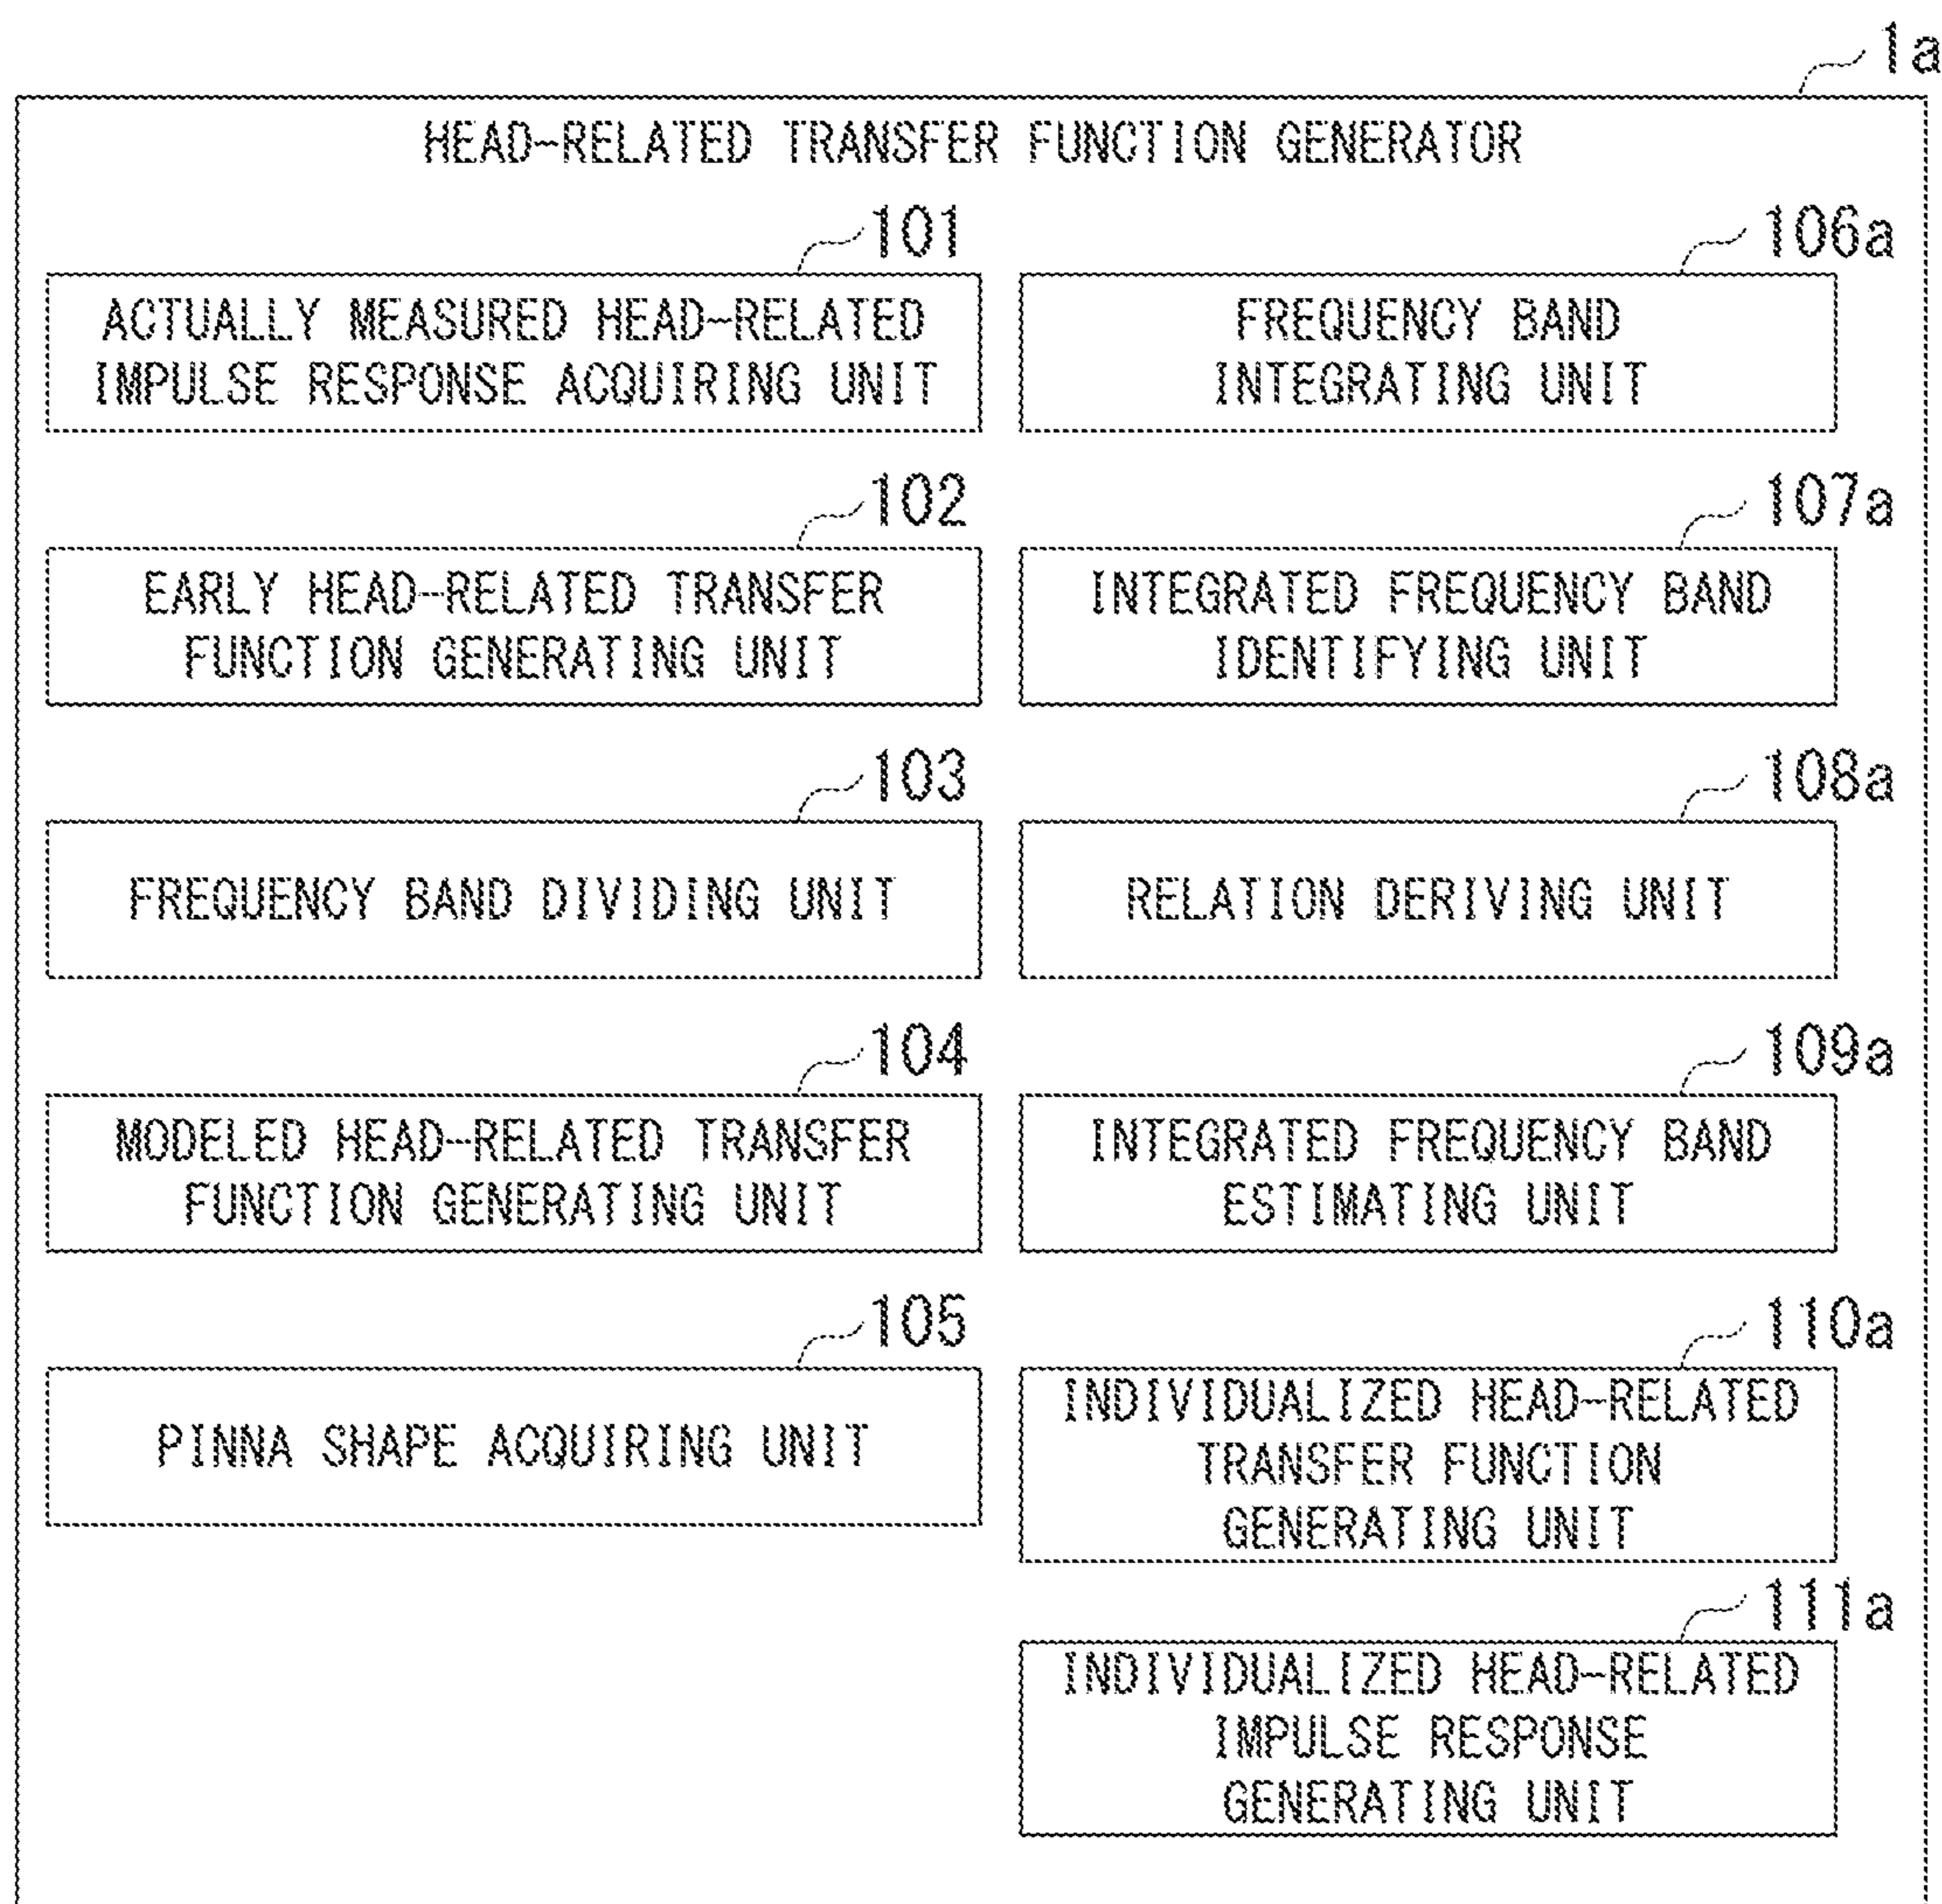 1a
HEAD-RELATED TRANSFER FUNCTION GENERATOR
101
ACTUALLY MEASURED HEAD-RELATED
IMPULSE RESPONSE ACQUIRING UNIT
102
EARLY HEAD-RELATED TRANSFER
FUNCTION GENERATING UNIT
103
FREQUENCY BAND DIVIDING UNIT
104
MODELED HEAD-RELATED TRANSFER
FUNCTION GENERATING UNIT
105
PINNA SHAPE ACQUIRING UNIT
106a
FREQUENCY BAND
INTEGRATING UNIT
107a
INTEGRATED FREQUENCY BAND
IDENTIFYING UNIT
108a
RELATION DERIVING UNIT
109a
INTEGRATED FREQUENCY BAND
ESTIMATING UNIT
110a
INDIVIDUALIZED HEAD-RELATED
TRANSFER FUNCTION
GENERATING UNIT
111a
INDIVIDUALIZED HEAD-RELATED
IMPULSE RESPONSE
GENERATING UNIT